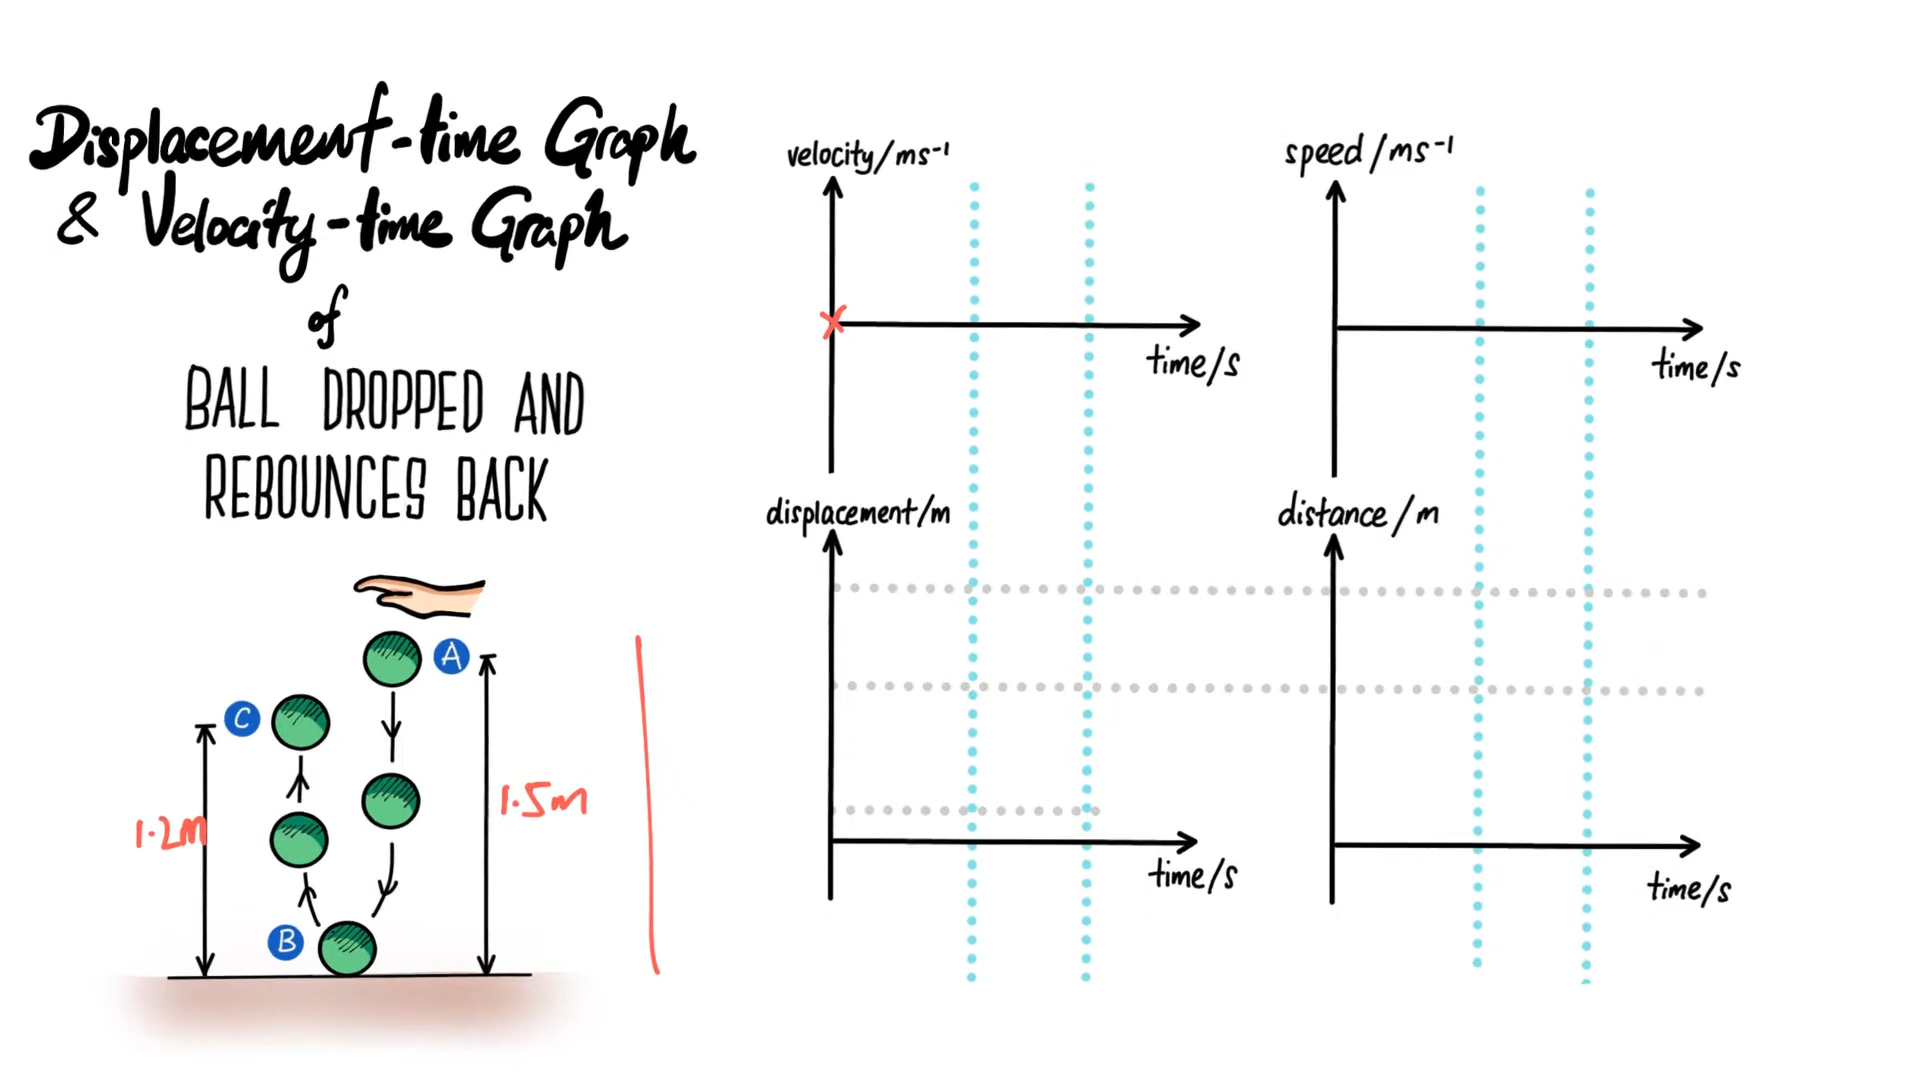 Displacement-time Graph
& Velocity-time Graph
of
BALL DROPPED AND
REBOUNCES BACK
A
C
1.5m
1.2m
B
velocity/ms⁻¹
time/s
speed/ms⁻¹
time/s
displacement/m
time/s
distance/m
time/s